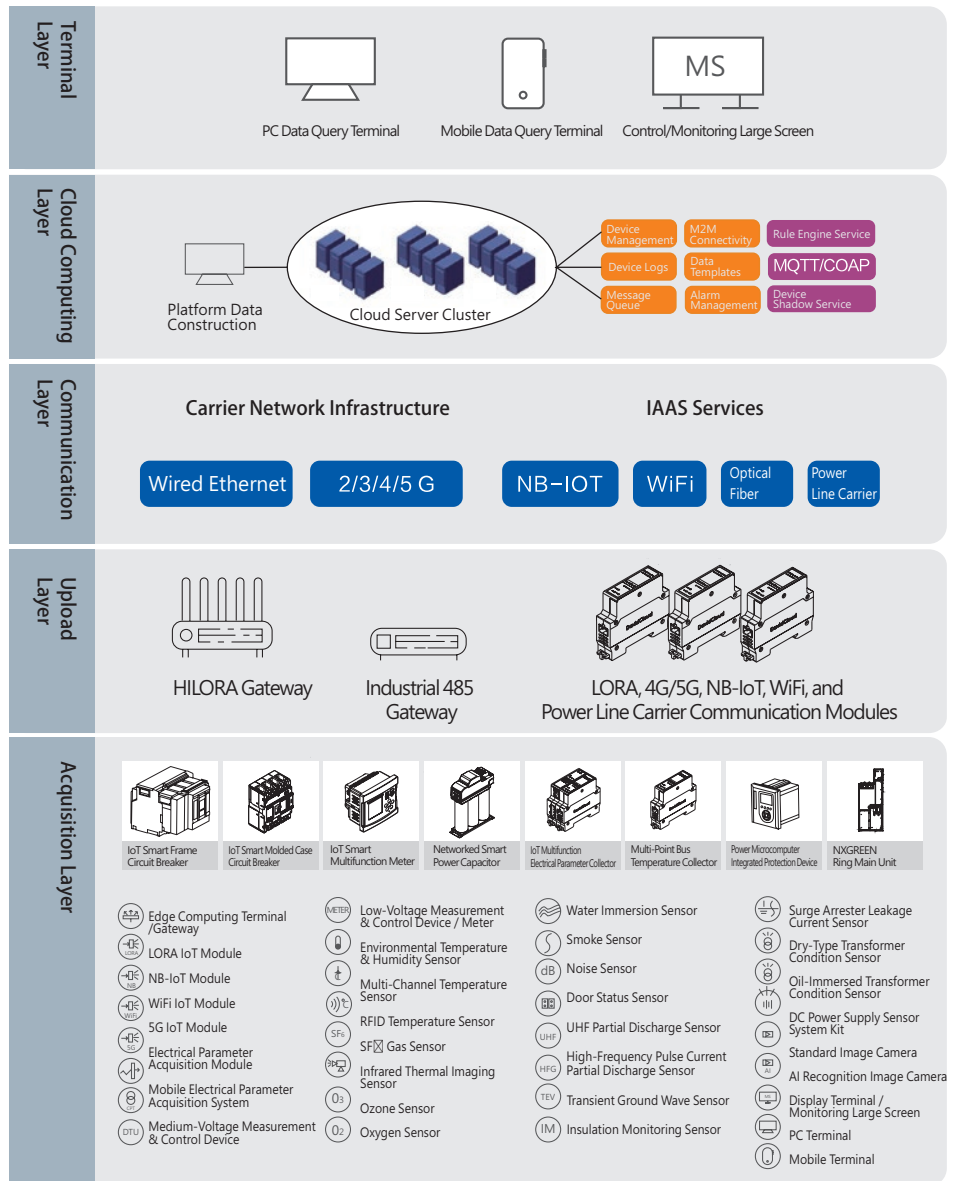 Terminal
Layer
MS
PC Data Query Terminal
Mobile Data Query Terminal
Control/Monitoring Large Screen
Cloud Computing
Layer
Platform Data
Construction
Cloud Server Cluster
Device
Management
M2M
Connectivity
Rule Engine Service
Device Logs
Data
Templates
MQTT/COAP
Message
Queue
Alarm
Management
Device
Shadow Service
Communication
Layer
Carrier Network Infrastructure
IAAS Services
Wired Ethernet
2/3/4/5 G
NB-IOT
WiFi
Optical
Fiber
Power
Line Carrier
Upload
Layer
HILORA Gateway
Industrial 485
Gateway
LORA, 4G/5G, NB-IoT, WiFi, and
Power Line Carrier Communication Modules
Acquisition Layer
IoT Smart Frame
Circuit Breaker
IoT Smart Molded Case
Circuit Breaker
IoT Smart
Multifunction Meter
Networked Smart
Power Capacitor
IoT Multifunction
Electrical Parameter Collector
Multi-Point Bus
Temperature Collector
Power Microcomputer
Integrated Protection Device
NXGREEN
Ring Main Unit
Edge Computing Terminal
/Gateway
LORA
LORA IoT Module
NB
NB-IoT Module
WiFi
WiFi IoT Module
5G
5G IoT Module
Electrical Parameter
Acquisition Module
Mobile Electrical Parameter
Acquisition System
DTU
Medium-Voltage Measurement
& Control Device
METER
Low-Voltage Measurement
& Control Device / Meter
Environmental Temperature
& Humidity Sensor
Multi-Channel Temperature
Sensor
℃
RFID Temperature Sensor
SF6
SF☒ Gas Sensor
Infrared Thermal Imaging
Sensor
O3
Ozone Sensor
O2
Oxygen Sensor
Water Immersion Sensor
Smoke Sensor
dB
Noise Sensor
Door Status Sensor
UHF
UHF Partial Discharge Sensor
HFG
High-Frequency Pulse Current
Partial Discharge Sensor
TEV
Transient Ground Wave Sensor
IM
Insulation Monitoring Sensor
Surge Arrester Leakage
Current Sensor
Dry-Type Transformer
Condition Sensor
Oil-Immersed Transformer
Condition Sensor
DC Power Supply Sensor
System Kit
Standard Image Camera
AI
AI Recognition Image Camera
MS
Display Terminal /
Monitoring Large Screen
PC Terminal
Mobile Terminal